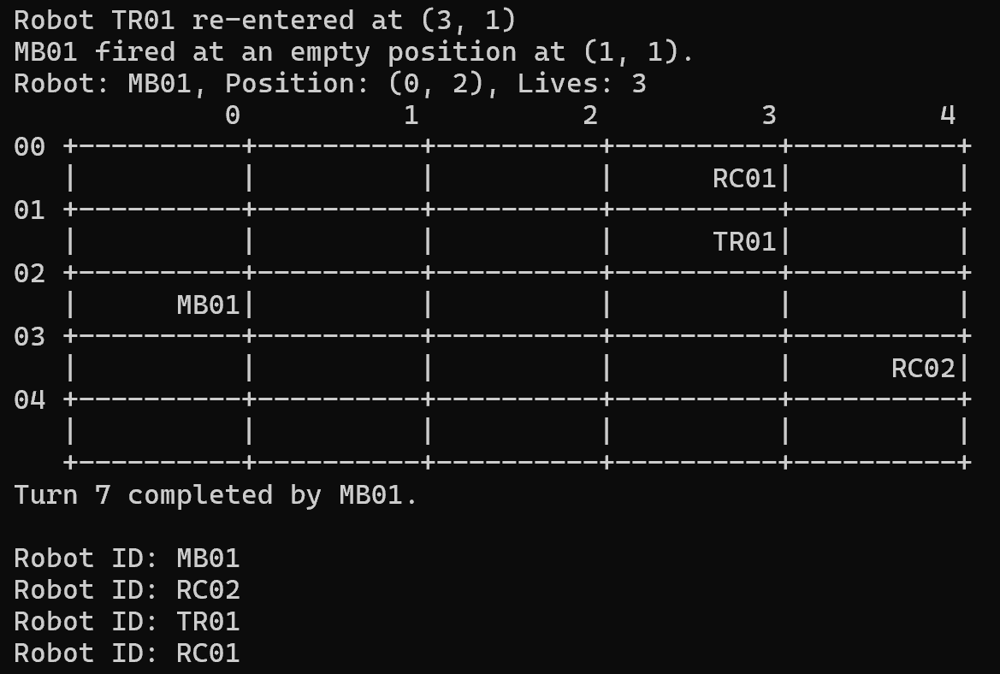 Robot TR01 re-entered at (3, 1)
MB01 fired at an empty position at (1, 1).
Robot: MB01, Position: (0, 2), Lives: 3
             0          1          2          3          4
00 +----------+----------+----------+----------+----------+
   |          |          |          |      RC01|          |
01 +----------+----------+----------+----------+----------+
   |          |          |          |      TR01|          |
02 +----------+----------+----------+----------+----------+
   |      MB01|          |          |          |          |
03 +----------+----------+----------+----------+----------+
   |          |          |          |          |      RC02|
04 +----------+----------+----------+----------+----------+
   |          |          |          |          |          |
   +----------+----------+----------+----------+----------+
Turn 7 completed by MB01.

Robot ID: MB01
Robot ID: RC02
Robot ID: TR01
Robot ID: RC01